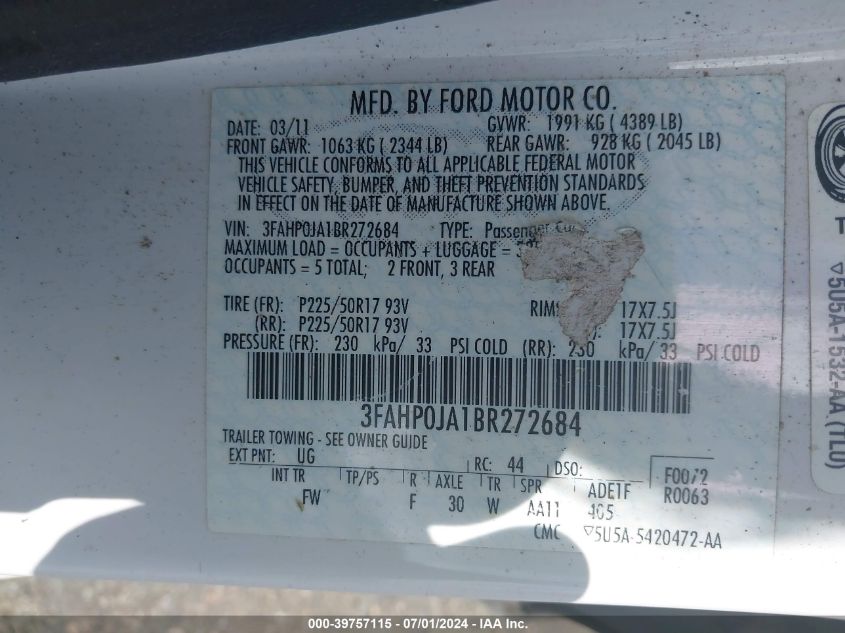 MFD. BY FORD MOTOR CO.
DATE: 03/11 GVWR: 1991 KG ( 4389 LB)
FRONT GAWR: 1063 KG ( 2344 LB) REAR GAWR: 928 KG ( 2045 LB)
THIS VEHICLE CONFORMS TO ALL APPLICABLE FEDERAL MOTOR
VEHICLE SAFETY, BUMPER, AND THEFT PREVENTION STANDARDS
IN EFFECT ON THE DATE OF MANUFACTURE SHOWN ABOVE.
VIN: 3FAHP0JA1BR272684 TYPE: Passenger Car
MAXIMUM LOAD = OCCUPANTS + LUGGAGE =
OCCUPANTS = 5 TOTAL; 2 FRONT, 3 REAR
TIRE (FR): P225/50R17 93V RIMS 17X7.5J
(RR): P225/50R17 93V 17X7.5J
PRESSURE (FR): 230 kPa/ 33 PSI COLD (RR): 230 kPa/ 33 PSI COLD
3FAHP0JA1BR272684
TRAILER TOWING - SEE OWNER GUIDE
EXT PNT: UG RC: 44 DSO: F0072
INT TR TP/PS R AXLE TR SPR ADETF R0063
FW F 30 W AA11 405
CMC ▽5U5A-5420472-AA
T
▽5U5A-1532-AA (TLO)
000-39757115 - 07/01/2024 - IAAI Inc.